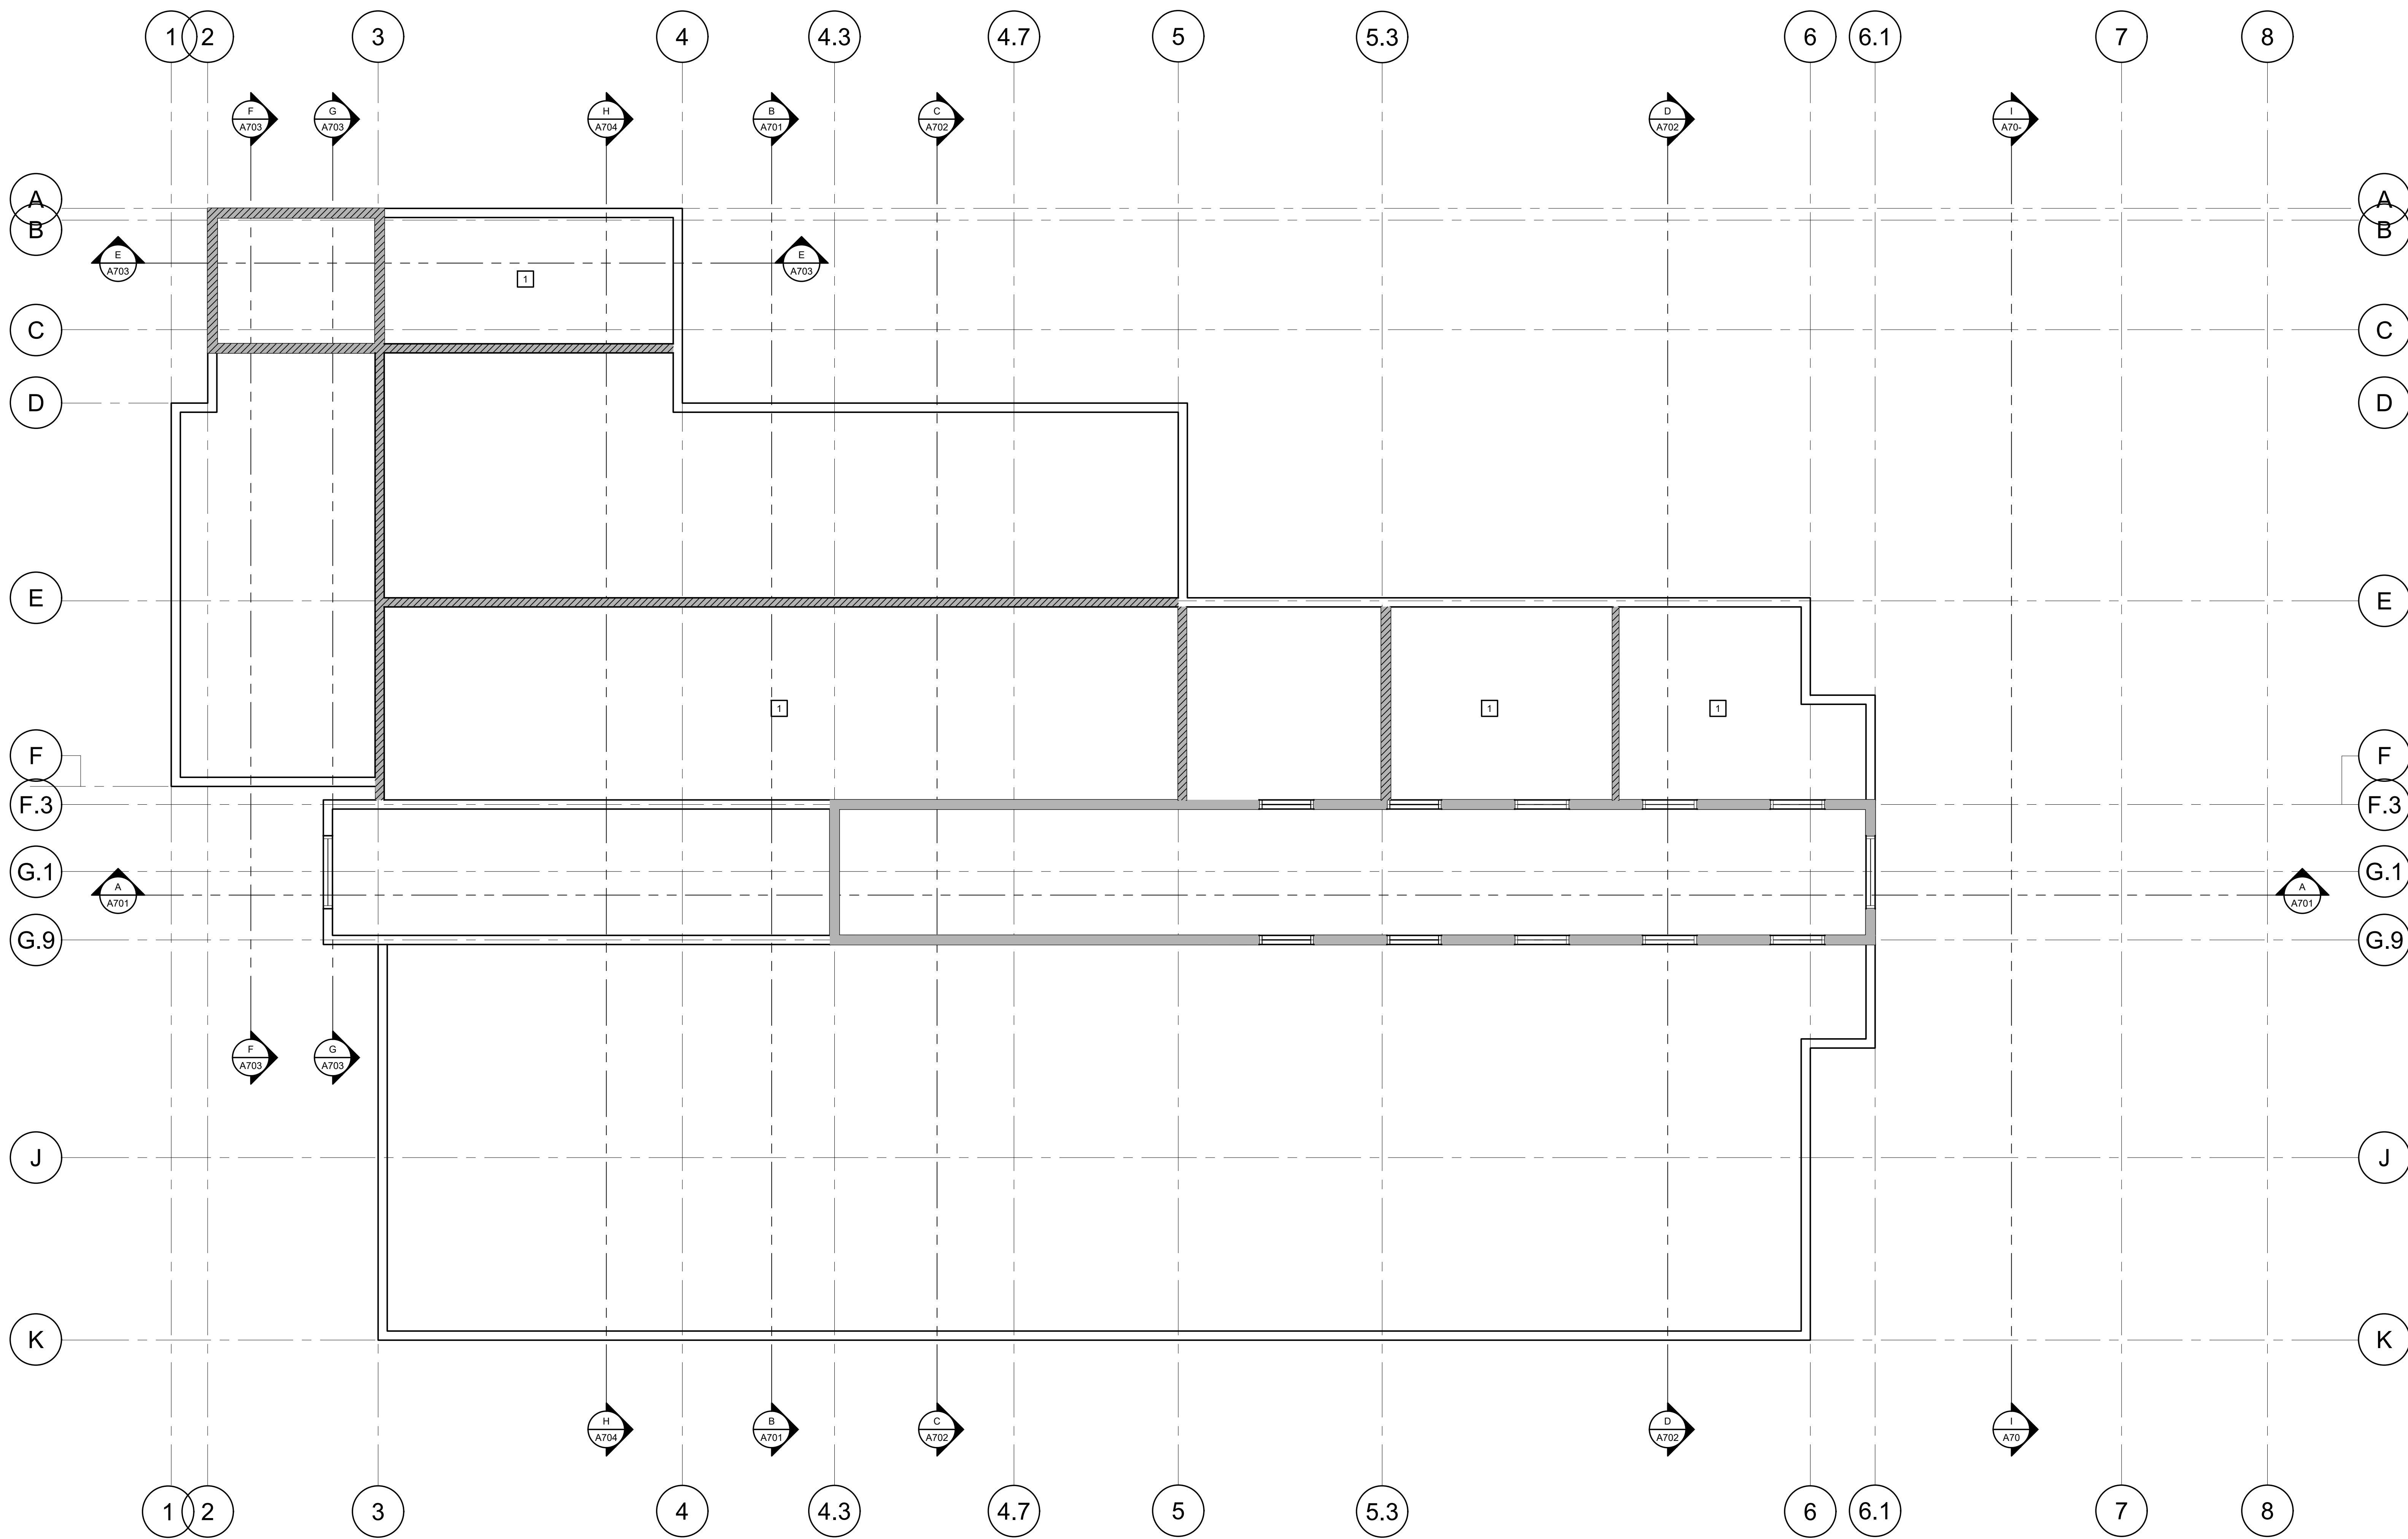 1 2 3 4 4.3 4.7 5 5.3 6 6.1 7 8
F G H B C D I
A703 A703 A704 A701 A702 A702 A70-
A A
B B
E E
A703 A703
1
C C
D D
E E
1 1 1
F F
F.3 F.3
G.1 G.1
A A
A701 A701
G.9 G.9
F G
A703 A703
J J
K K
H B C D I
A704 A701 A702 A702 A70
1 2 3 4 4.3 4.7 5 5.3 6 6.1 7 8